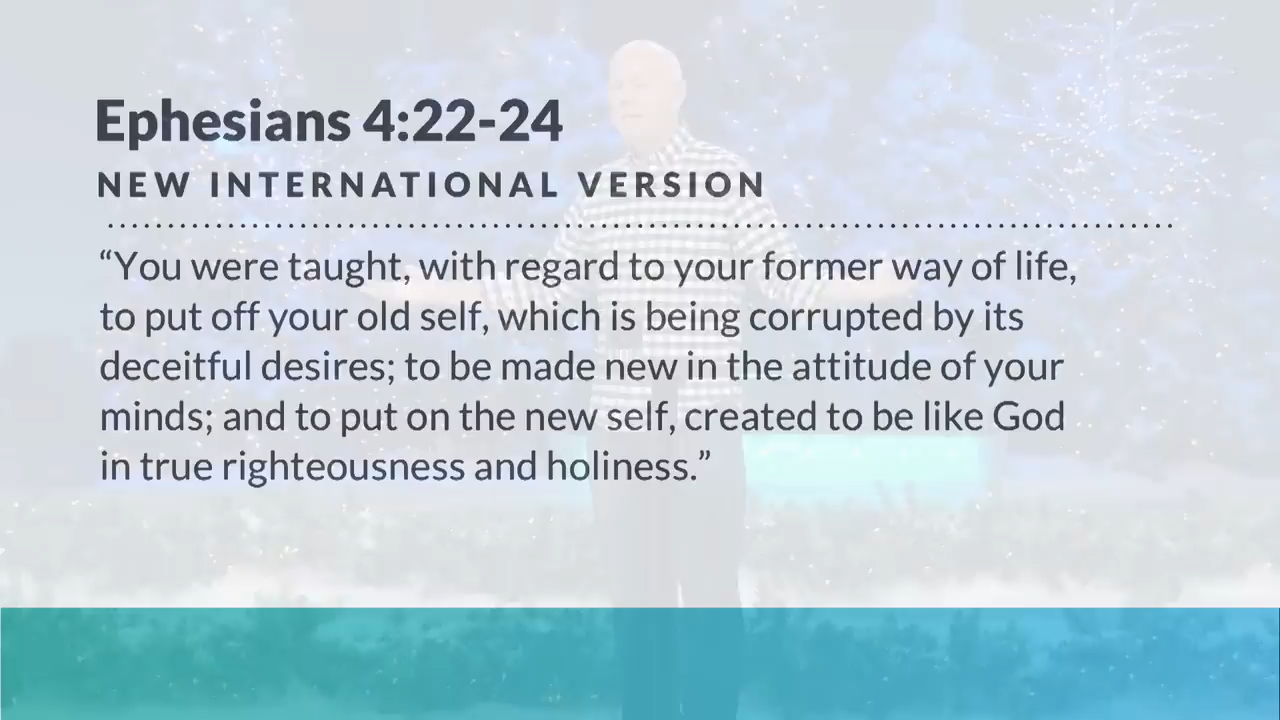 Ephesians 4:22-24
NEW INTERNATIONAL VERSION
“You were taught, with regard to your former way of life,
to put off your old self, which is being corrupted by its
deceitful desires; to be made new in the attitude of your
minds; and to put on the new self, created to be like God
in true righteousness and holiness.”